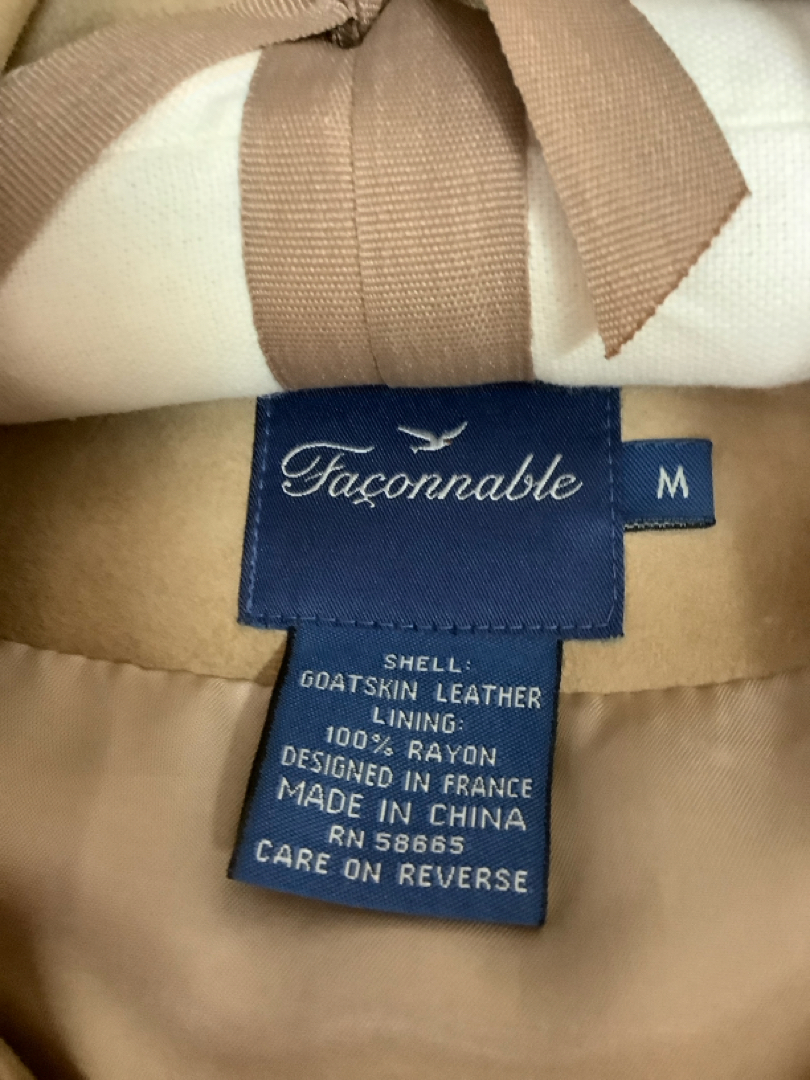 Façonnable
M
SHELL:
GOATSKIN LEATHER
LINING:
100% RAYON
DESIGNED IN FRANCE
MADE IN CHINA
RN 58665
CARE ON REVERSE